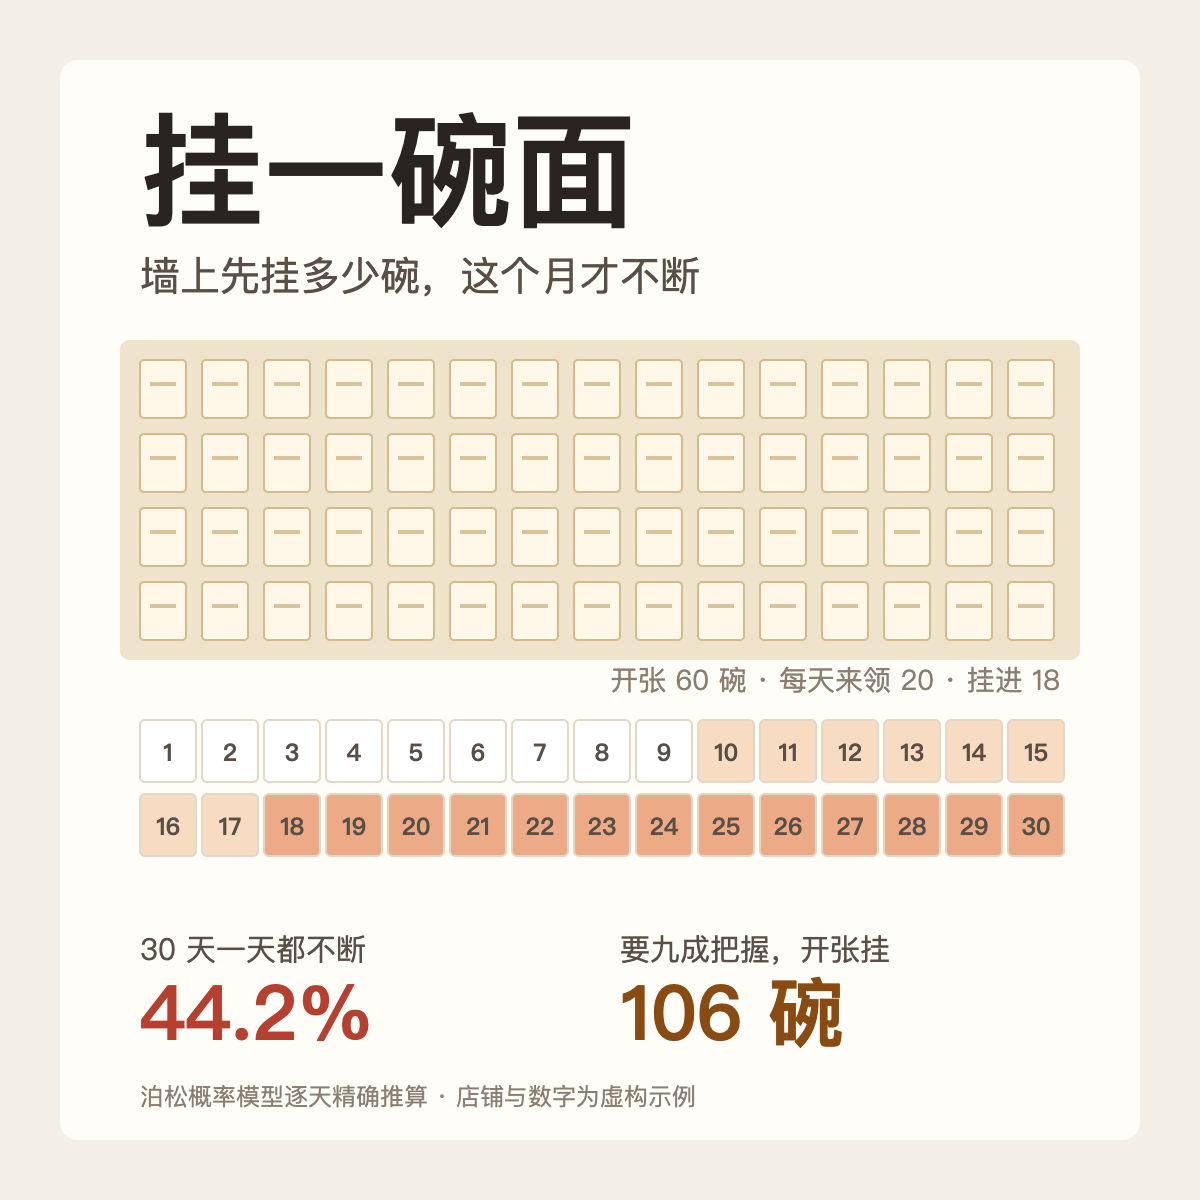 挂一碗面
墙上先挂多少碗，这个月才不断
开张 60 碗 · 每天来领 20 · 挂进 18
1 2 3 4 5 6 7 8 9 10 11 12 13 14 15
16 17 18 19 20 21 22 23 24 25 26 27 28 29 30
30 天一天都不断
44.2%
要九成把握，开张挂
106 碗
泊松概率模型逐天精确推算 · 店铺与数字为虚构示例